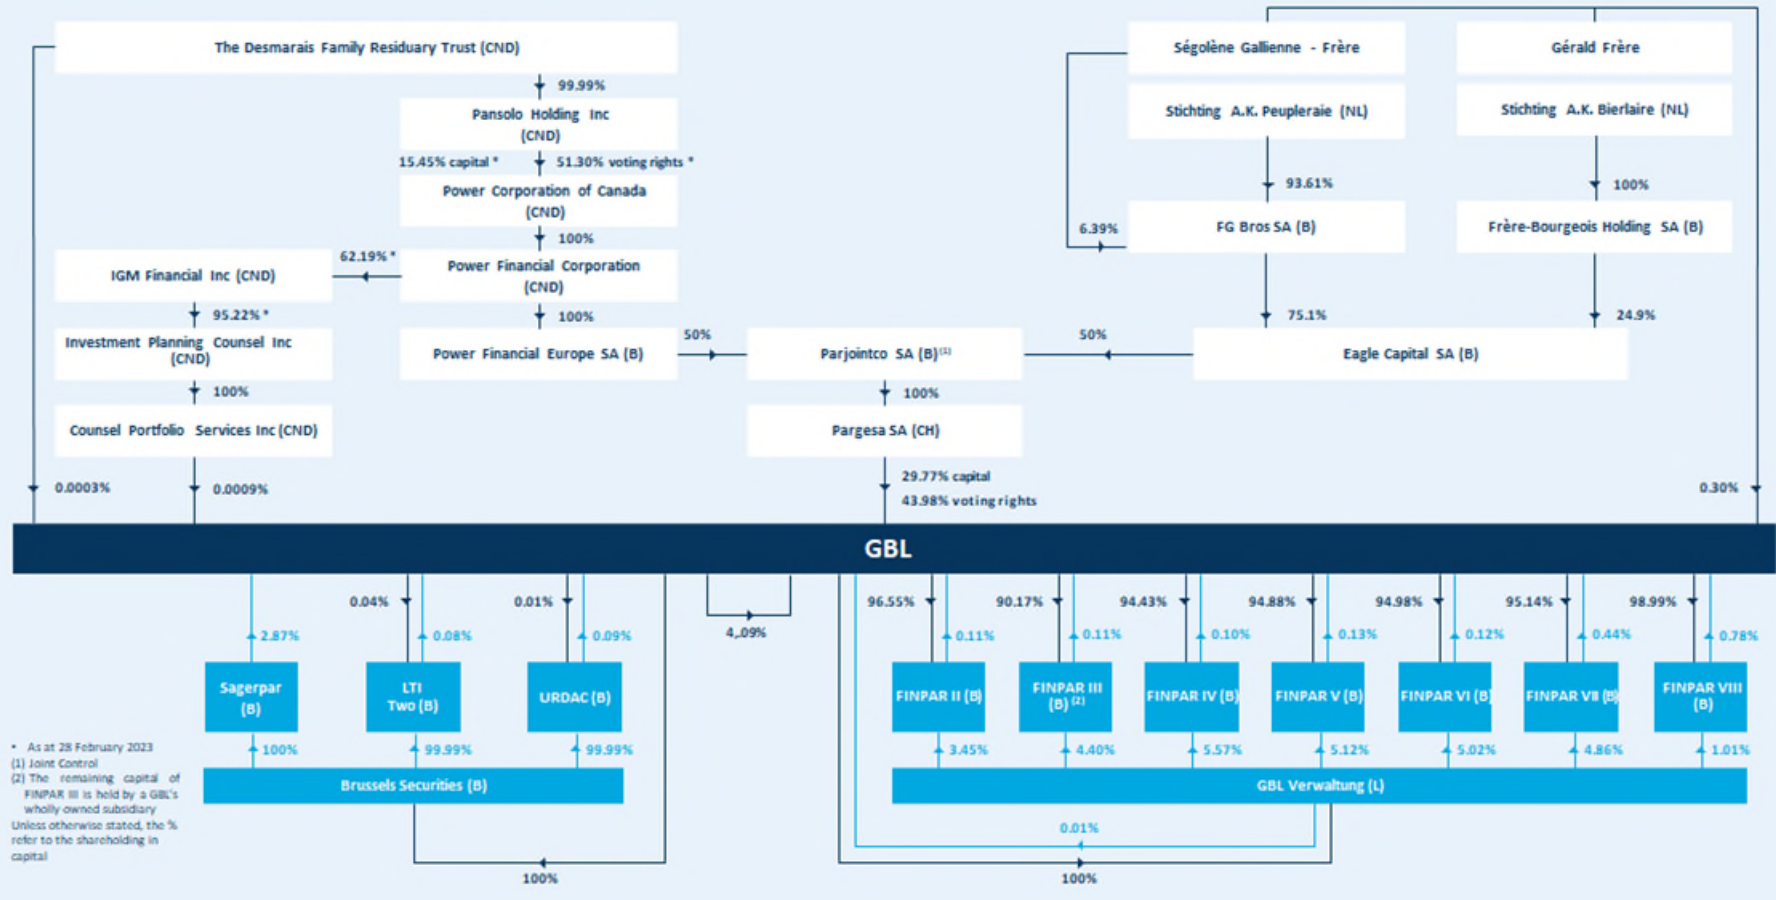 The Desmarais Family Residuary Trust (CND)
Ségolène Gallienne - Frère
Gérald Frère
99.99%
Pansolo Holding Inc
(CND)
Stichting A.K. Peupleraie (NL)
Stichting A.K. Bierlaire (NL)
15.45% capital *
51.30% voting rights *
Power Corporation of Canada
(CND)
93.61%
100%
6.39%
FG Bros SA (B)
Frère-Bourgeois Holding SA (B)
100%
62.19% *
IGM Financial Inc (CND)
Power Financial Corporation
(CND)
95.22% *
100%
75.1%
24.9%
Investment Planning Counsel Inc
(CND)
Power Financial Europe SA (B)
50%
Parjointco SA (B)(1)
50%
Eagle Capital SA (B)
100%
100%
Counsel Portfolio Services Inc (CND)
Pargesa SA (CH)
29.77% capital
43.98% voting rights
0.0003%
0.0009%
0.30%
GBL
0.04%
0.01%
96.55%
90.17%
94.43%
94.88%
94.98%
95.14%
98.99%
2.87%
0.08%
0.09%
4,.09%
0.11%
0.11%
0.10%
0.13%
0.12%
0.44%
0.78%
Sagerpar
(B)
LTI
Two (B)
URDAC (B)
FINPAR II (B)
FINPAR III
(B) (2)
FINPAR IV (B)
FINPAR V (B)
FINPAR VI (B)
FINPAR VII (B)
FINPAR VIII
(B)
100%
99.99%
99.99%
3.45%
4.40%
5.57%
5.12%
5.02%
4.86%
1.01%
Brussels Securities (B)
GBL Verwaltung (L)
0.01%
100%
100%
• As at 28 February 2023
(1) Joint Control
(2) The remaining capital of
FINPAR III is held by a GBL's
wholly owned subsidiary
Unless otherwise stated, the %
refer to the shareholding in
capital